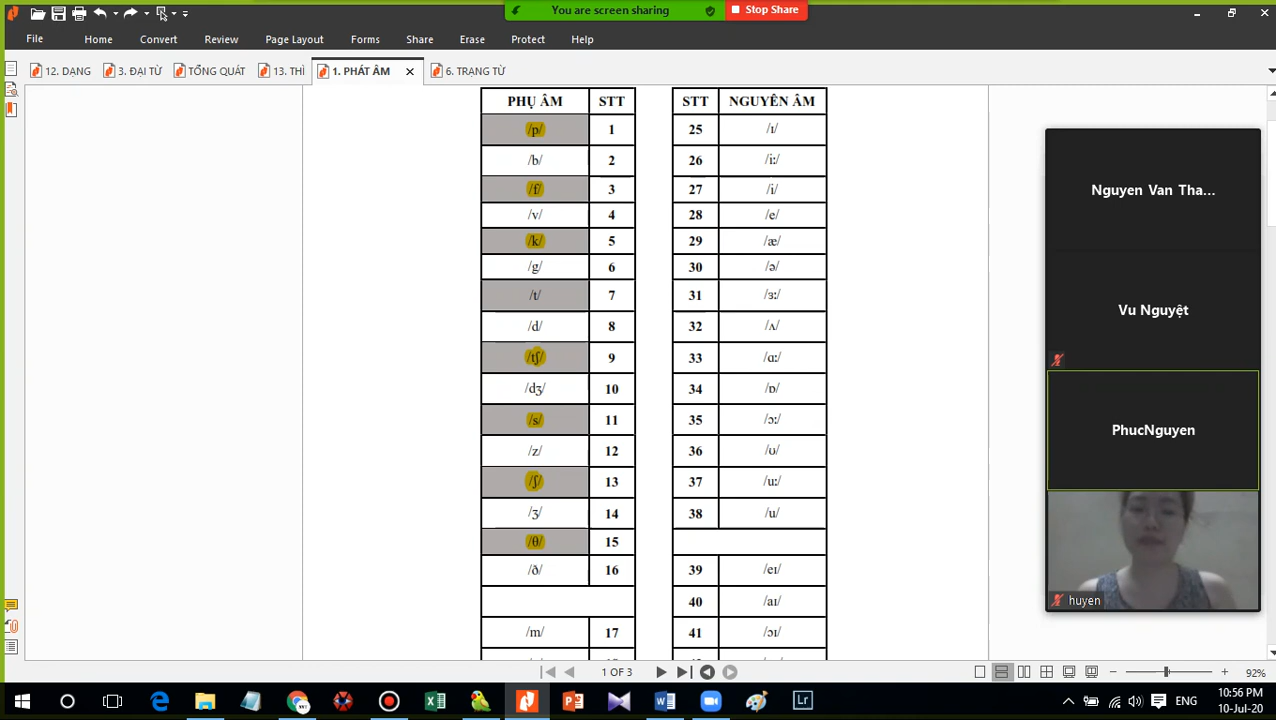 You are screen sharing
Stop Share
File Home Convert Review Page Layout Forms Share Erase Protect Help
12. DẠNG 3. ĐẠI TỪ TỔNG QUÁT 13. THÌ 1. PHÁT ÂM 6. TRẠNG TỪ
PHỤ ÂM STT STT NGUYÊN ÂM
/p/ 1 25 /ɪ/
/b/ 2 26 /iː/
/f/ 3 27 /i/
/v/ 4 28 /e/
/k/ 5 29 /æ/
/g/ 6 30 /ə/
/t/ 7 31 /ɜː/
/d/ 8 32 /ʌ/
/tʃ/ 9 33 /ɑː/
/dʒ/ 10 34 /ɒ/
/s/ 11 35 /ɔː/
/z/ 12 36 /ʊ/
/ʃ/ 13 37 /uː/
/ʒ/ 14 38 /u/
/θ/ 15
/ð/ 16 39 /eɪ/
40 /aɪ/
/m/ 17 41 /ɔɪ/
Nguyen Van Tha...
Vu Nguyệt
PhucNguyen
huyen
1 OF 3
92%
Lr
ENG
10:56 PM
10-Jul-20